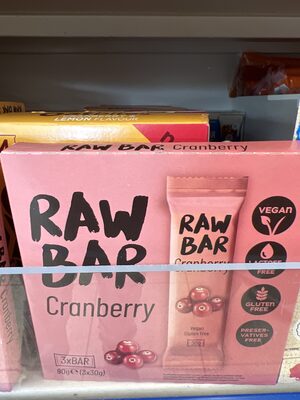 LEMON FLAVOUR
RAW BAR Cranberry
RAW
BAR
Cranberry
3xBAR
90g℮ (3x30g)
RAW
BAR
Cranberry
Vegan
Gluten Free
VEGAN
LACTOSE
FREE
GLUTEN
FREE
PRESER-
VATIVES
FREE